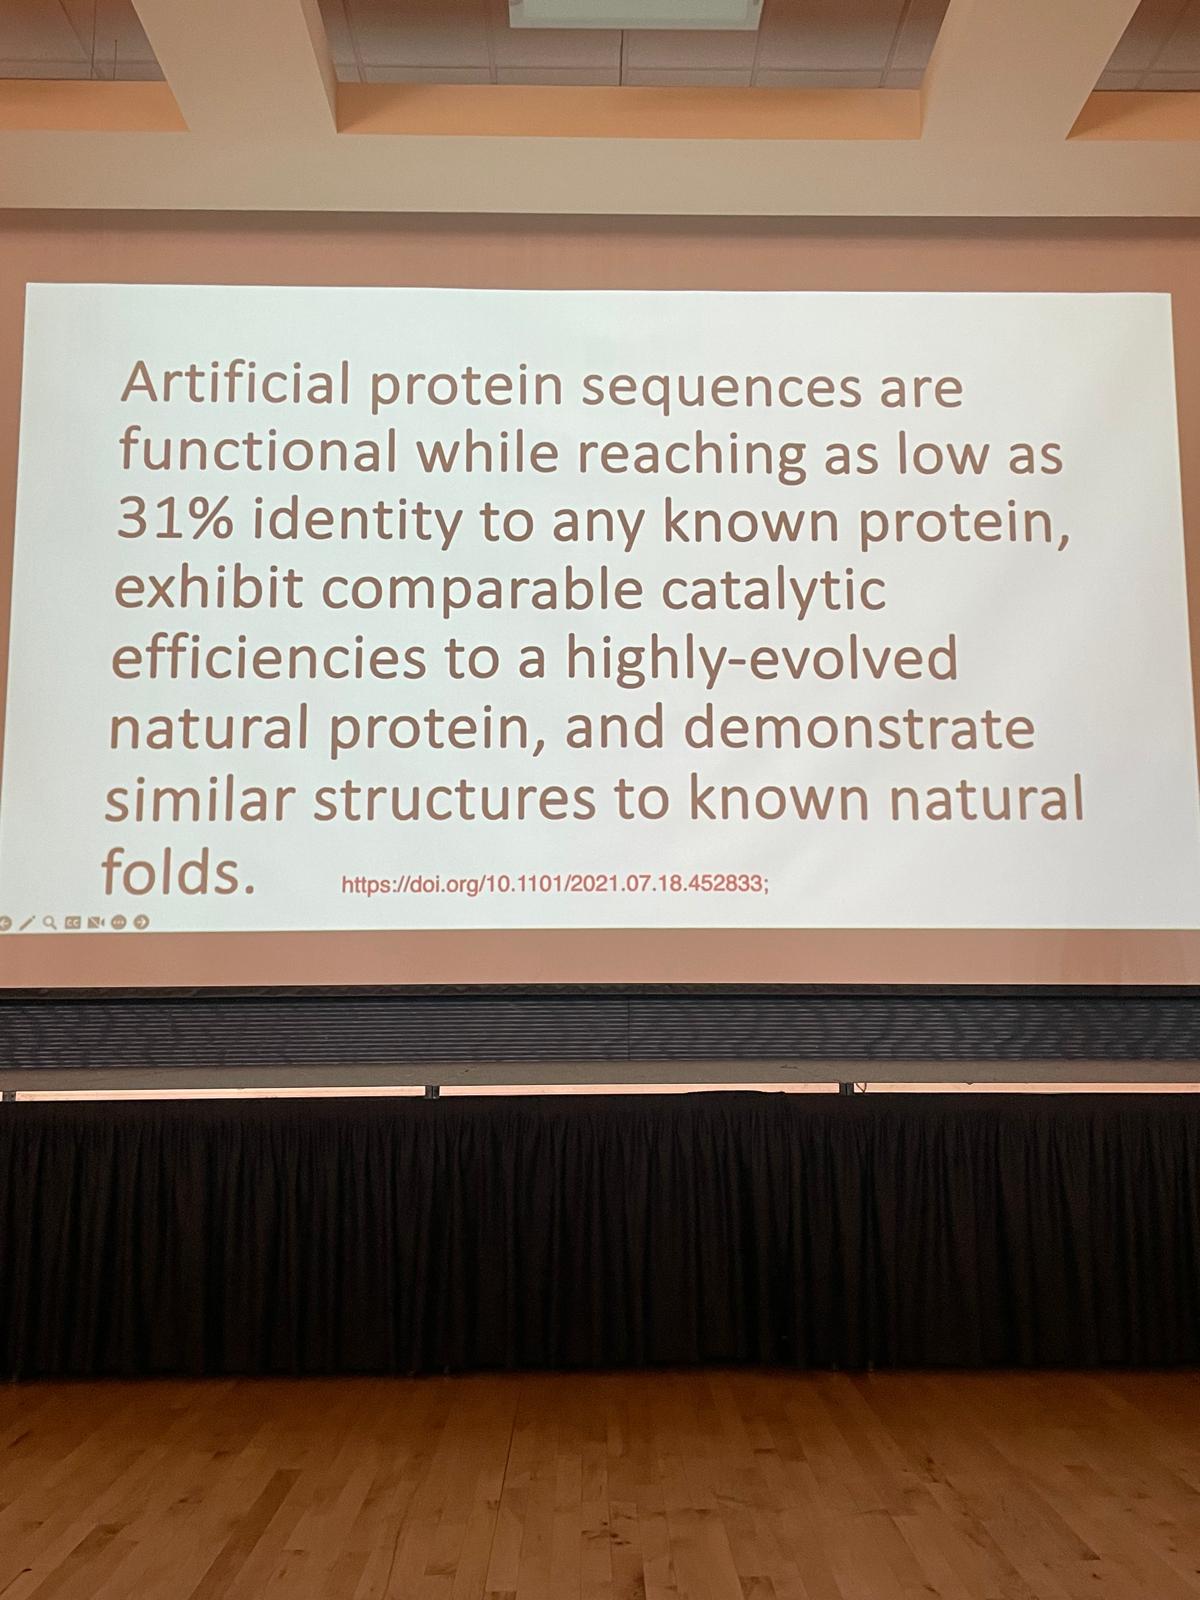 Artificial protein sequences are
functional while reaching as low as
31% identity to any known protein,
exhibit comparable catalytic
efficiencies to a highly-evolved
natural protein, and demonstrate
similar structures to known natural
folds.
https://doi.org/10.1101/2021.07.18.452833;
CC